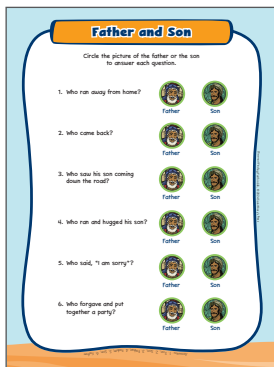 Father and Son
Circle the picture of the father or the son
to answer each question.
1. Who ran away from home?
Father Son
2. Who came back?
Father Son
3. Who saw his son coming
down the road?
Father Son
4. Who ran and hugged his son?
Father Son
5. Who said, "I am sorry"?
Father Son
6. Who forgave and put
together a party?
Father Son